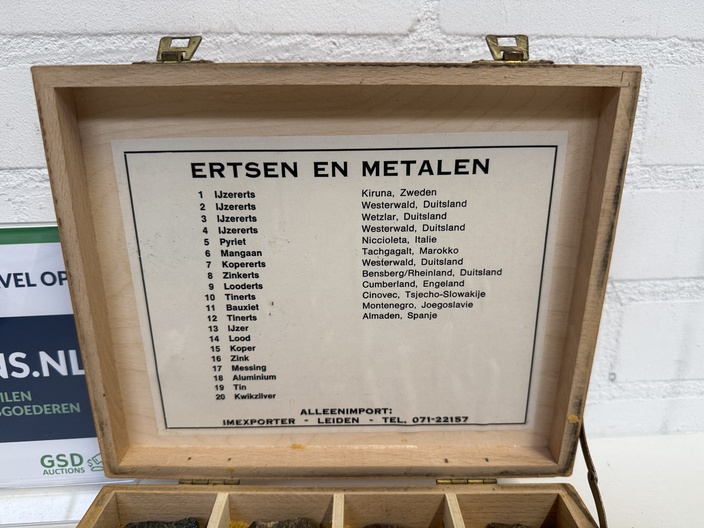 ERTSEN EN METALEN
1 IJzererts Kiruna, Zweden
2 IJzererts Westerwald, Duitsland
3 IJzererts Wetzlar, Duitsland
4 IJzererts Westerwald, Duitsland
5 Pyriet Niccioleta, Italie
6 Mangaan Tachgagalt, Marokko
7 Kopererts Westerwald, Duitsland
8 Zinkerts Bensberg/Rheinland, Duitsland
9 Looderts Cumberland, Engeland
10 Tinerts Cinovec, Tsjecho-Slowakije
11 Bauxiet Montenegro, Joegoslavie
12 Tinerts Almaden, Spanje
13 IJzer
14 Lood
15 Koper
16 Zink
17 Messing
18 Aluminium
19 Tin
20 Kwikzilver
ALLEENIMPORT:
IMEXPORTER - LEIDEN - TEL. 071-22157
VEL OP
NS.NL
ILEN
GOEDEREN
GSD
AUCTIONS